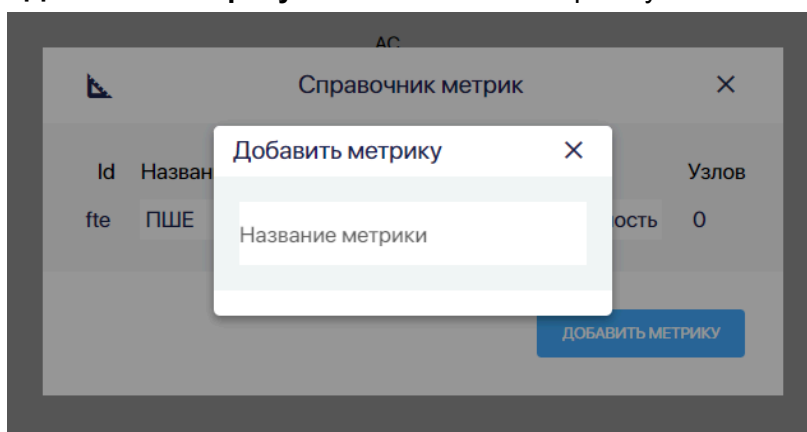 АС
Справочник метрик
Добавить метрику
Id Назван Узлов
fte ПШЕ ость 0
Название метрики
ДОБАВИТЬ МЕТРИКУ